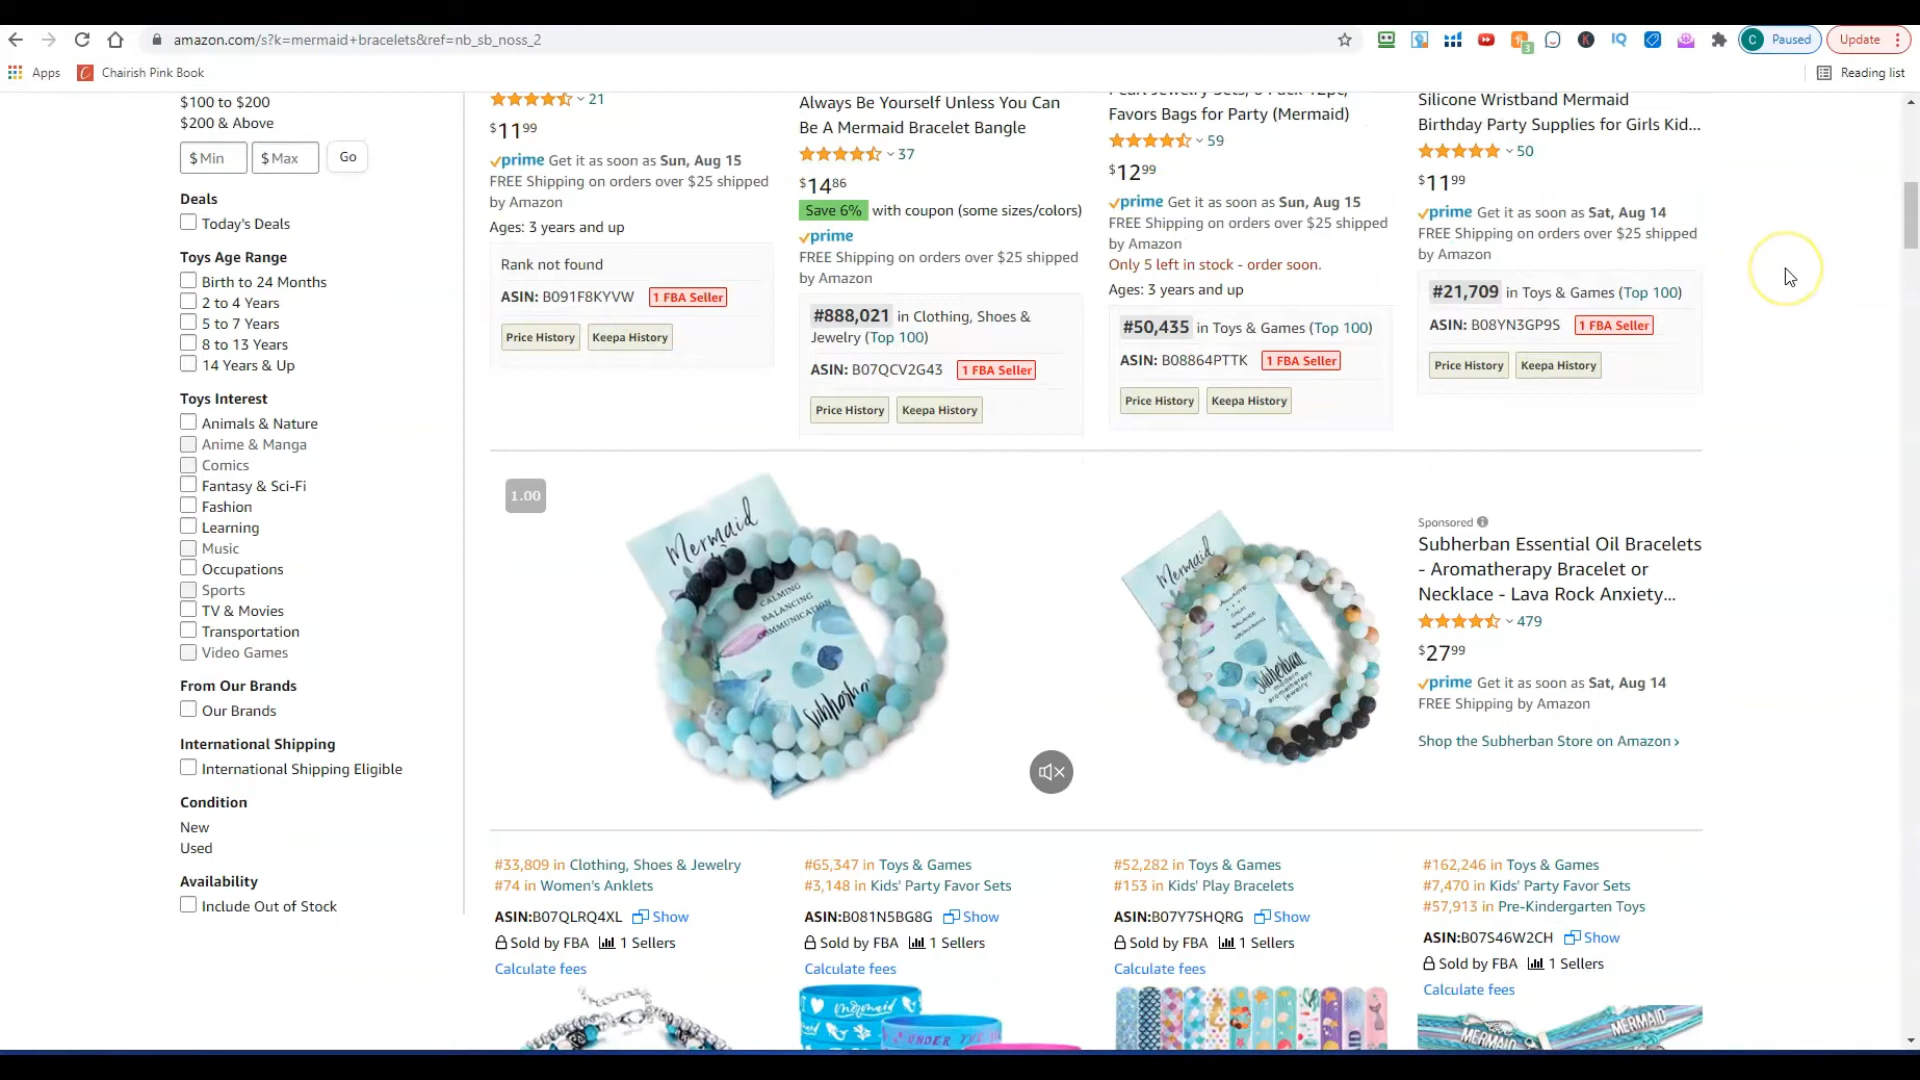 amazon.com/s?k=mermaid+bracelets&ref=nb_sb_noss_2
3
IQ
C Paused
Update
Apps
Chairish Pink Book
Reading list
$100 to $200
$200 & Above
$ Min
$ Max
Go
Deals
Today's Deals
Toys Age Range
Birth to 24 Months
2 to 4 Years
5 to 7 Years
8 to 13 Years
14 Years & Up
Toys Interest
Animals & Nature
Anime & Manga
Comics
Fantasy & Sci-Fi
Fashion
Learning
Music
Occupations
Sports
TV & Movies
Transportation
Video Games
From Our Brands
Our Brands
International Shipping
International Shipping Eligible
Condition
New
Used
Availability
Include Out of Stock
21
$11 99
prime Get it as soon as Sun, Aug 15
FREE Shipping on orders over $25 shipped
by Amazon
Ages: 3 years and up
Rank not found
ASIN: B091F8KYVW 1 FBA Seller
Price History Keepa History
Always Be Yourself Unless You Can
Be A Mermaid Bracelet Bangle
37
$14 86
Save 6% with coupon (some sizes/colors)
prime
FREE Shipping on orders over $25 shipped
by Amazon
#888,021 in Clothing, Shoes &
Jewelry (Top 100)
ASIN: B07QCV2G43 1 FBA Seller
Price History Keepa History
Favors Bags for Party (Mermaid)
59
$12 99
prime Get it as soon as Sun, Aug 15
FREE Shipping on orders over $25 shipped
by Amazon
Only 5 left in stock - order soon.
Ages: 3 years and up
#50,435 in Toys & Games (Top 100)
ASIN: B08864PTTK 1 FBA Seller
Price History Keepa History
Silicone Wristband Mermaid
Birthday Party Supplies for Girls Kid...
50
$11 99
prime Get it as soon as Sat, Aug 14
FREE Shipping on orders over $25 shipped
by Amazon
#21,709 in Toys & Games (Top 100)
ASIN: B08YN3GP9S 1 FBA Seller
Price History Keepa History
1.00
Mermaid
CALMING
BALANCING
COMMUNICATION
Subherban
Mermaid
Subherban
modern
aromatherapy
jewelry
Sponsored
Subherban Essential Oil Bracelets
- Aromatherapy Bracelet or
Necklace - Lava Rock Anxiety...
479
$27 99
prime Get it as soon as Sat, Aug 14
FREE Shipping by Amazon
Shop the Subherban Store on Amazon ›
#33,809 in Clothing, Shoes & Jewelry
#74 in Women's Anklets
ASIN:B07QLRQ4XL Show
Sold by FBA 1 Sellers
Calculate fees
#65,347 in Toys & Games
#3,148 in Kids' Party Favor Sets
ASIN:B081N5BG8G Show
Sold by FBA 1 Sellers
Calculate fees
mermaid
UNDER THE
#52,282 in Toys & Games
#153 in Kids' Play Bracelets
ASIN:B07Y7SHQRG Show
Sold by FBA 1 Sellers
Calculate fees
#162,246 in Toys & Games
#7,470 in Kids' Party Favor Sets
#57,913 in Pre-Kindergarten Toys
ASIN:B07S46W2CH Show
Sold by FBA 1 Sellers
Calculate fees
MERMAID
MERMAID